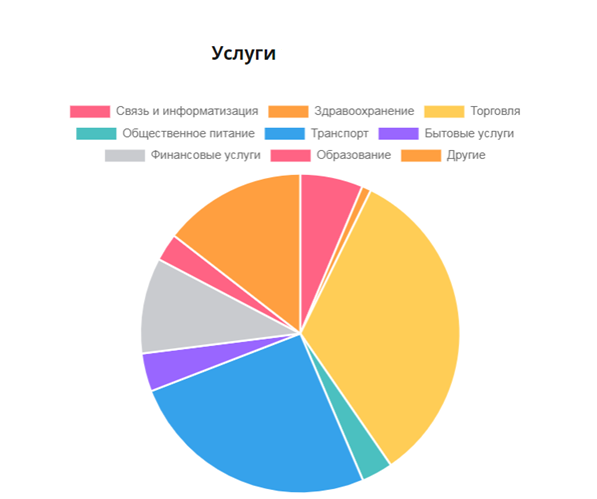 Услуги
Связь и информатизация Здравоохранение Торговля
Общественное питание Транспорт Бытовые услуги
Финансовые услуги Образование Другие